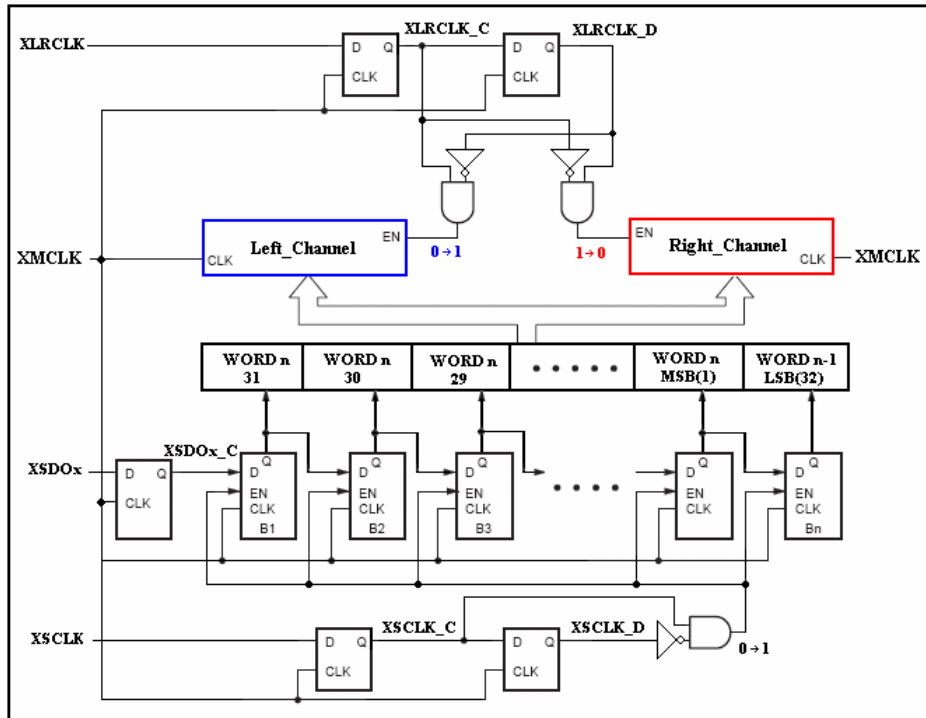 XLRCLK_C XLRCLK_D
XLRCLK
D Q
CLK
D Q
CLK
Left_Channel
EN
CLK
0→1
1→0
EN
Right_Channel
CLK
XMCLK
XMCLK
WORD n
31
WORD n
30
WORD n
29
WORD n
MSB(1)
WORD n-1
LSB(32)
XSDOx
XSDOx_C
D Q
CLK
Q
D
EN
CLK
B1
Q
D
EN
CLK
B2
Q
D
EN
CLK
B3
Q
D
EN
CLK
Q
D
EN
CLK
Bn
XSCLK
D Q
CLK
XSCLK_C
D Q
CLK
XSCLK_D
0→1